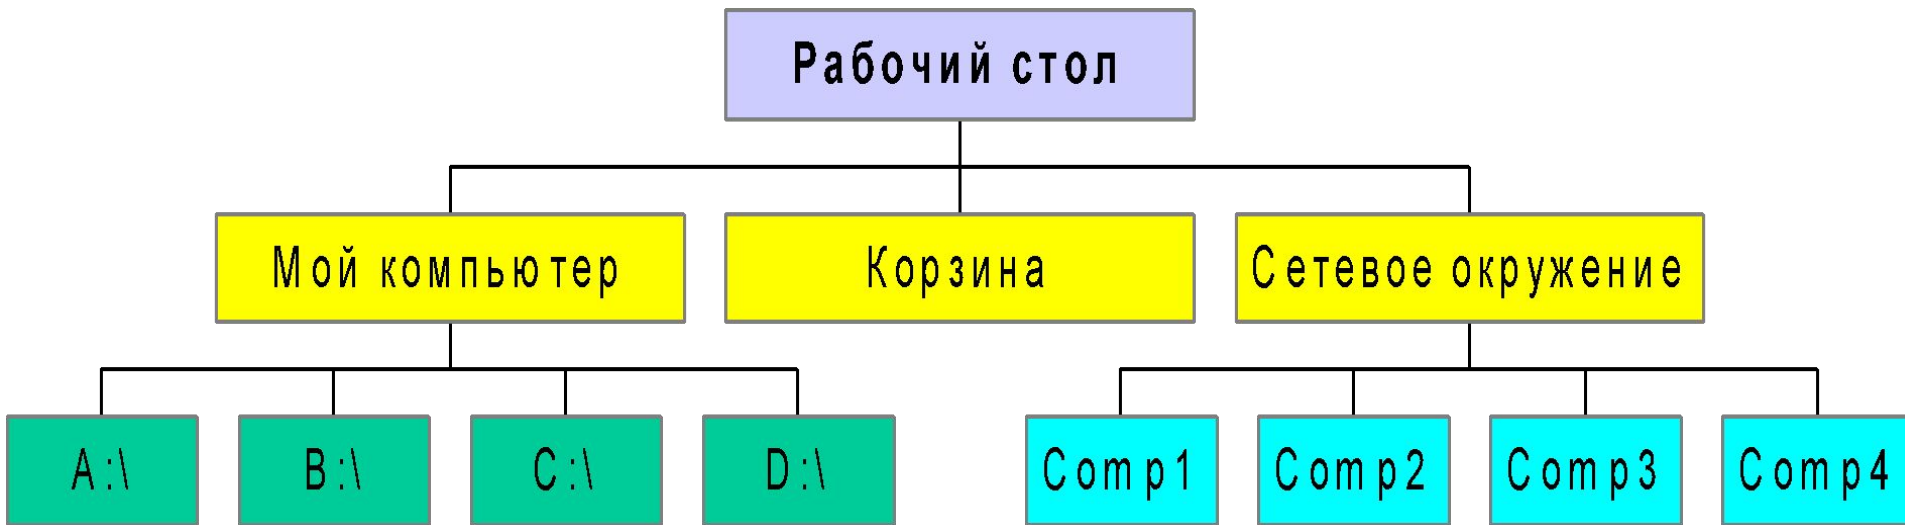 Рабочий стол
Мой компьютер
Корзина
Сетевое окружение
A:\
B:\
C:\
D:\
Comp1
Comp2
Comp3
Comp4